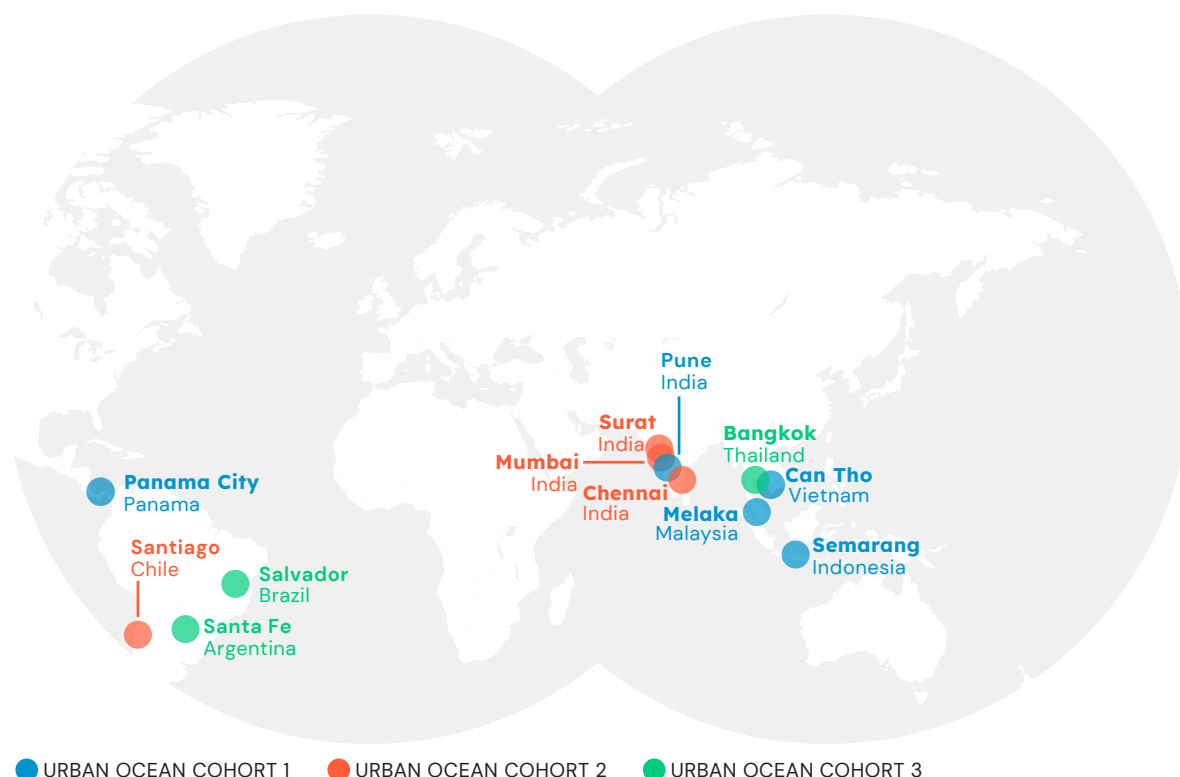 Pune
India
Surat
India
Mumbai
India
Chennai
India
Bangkok
Thailand
Can Tho
Vietnam
Melaka
Malaysia
Semarang
Indonesia
Panama City
Panama
Santiago
Chile
Salvador
Brazil
Santa Fe
Argentina
URBAN OCEAN COHORT 1
URBAN OCEAN COHORT 2
URBAN OCEAN COHORT 3